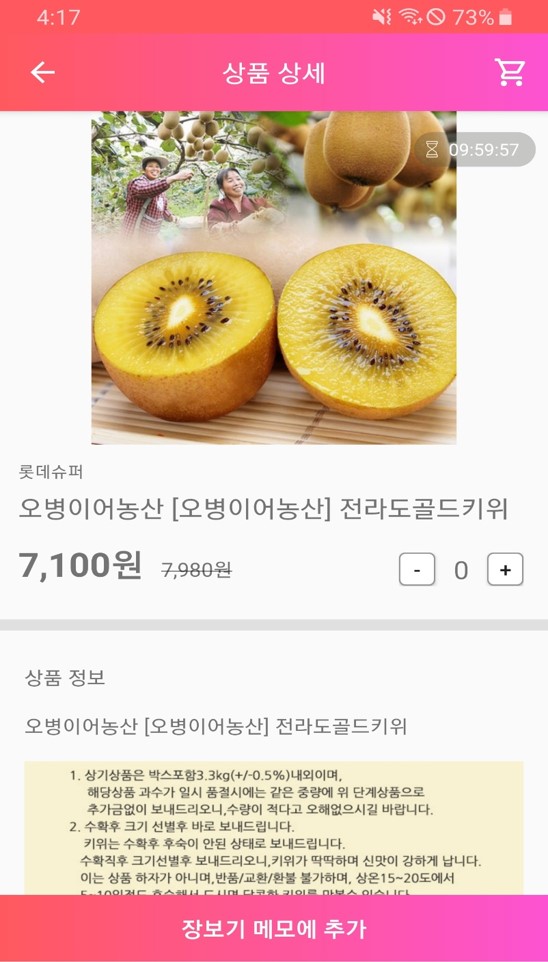 4:17
73%
상품 상세
09:59:57
롯데슈퍼
오병이어농산 [오병이어농산] 전라도골드키위
7,100원 7,980원
- 0 +
상품 정보
오병이어농산 [오병이어농산] 전라도골드키위
1. 상기상품은 박스포함3.3kg(+/-0.5%)내외이며,
해당상품 과수가 일시 품절시에는 같은 중량에 위 단계상품으로
추가금없이 보내드리오니,수량이 적다고 오해없으시길 바랍니다.
2. 수확후 크기 선별후 바로 보내드립니다.
키위는 수확후 후숙이 안된 상태로 보내드립니다.
수확직후 크기선별후 보내드리오니,키위가 딱딱하며 신맛이 강하게 납니다.
이는 상품 하자가 아니며,반품/교환/환불 불가하며, 상온15~20도에서
장보기 메모에 추가